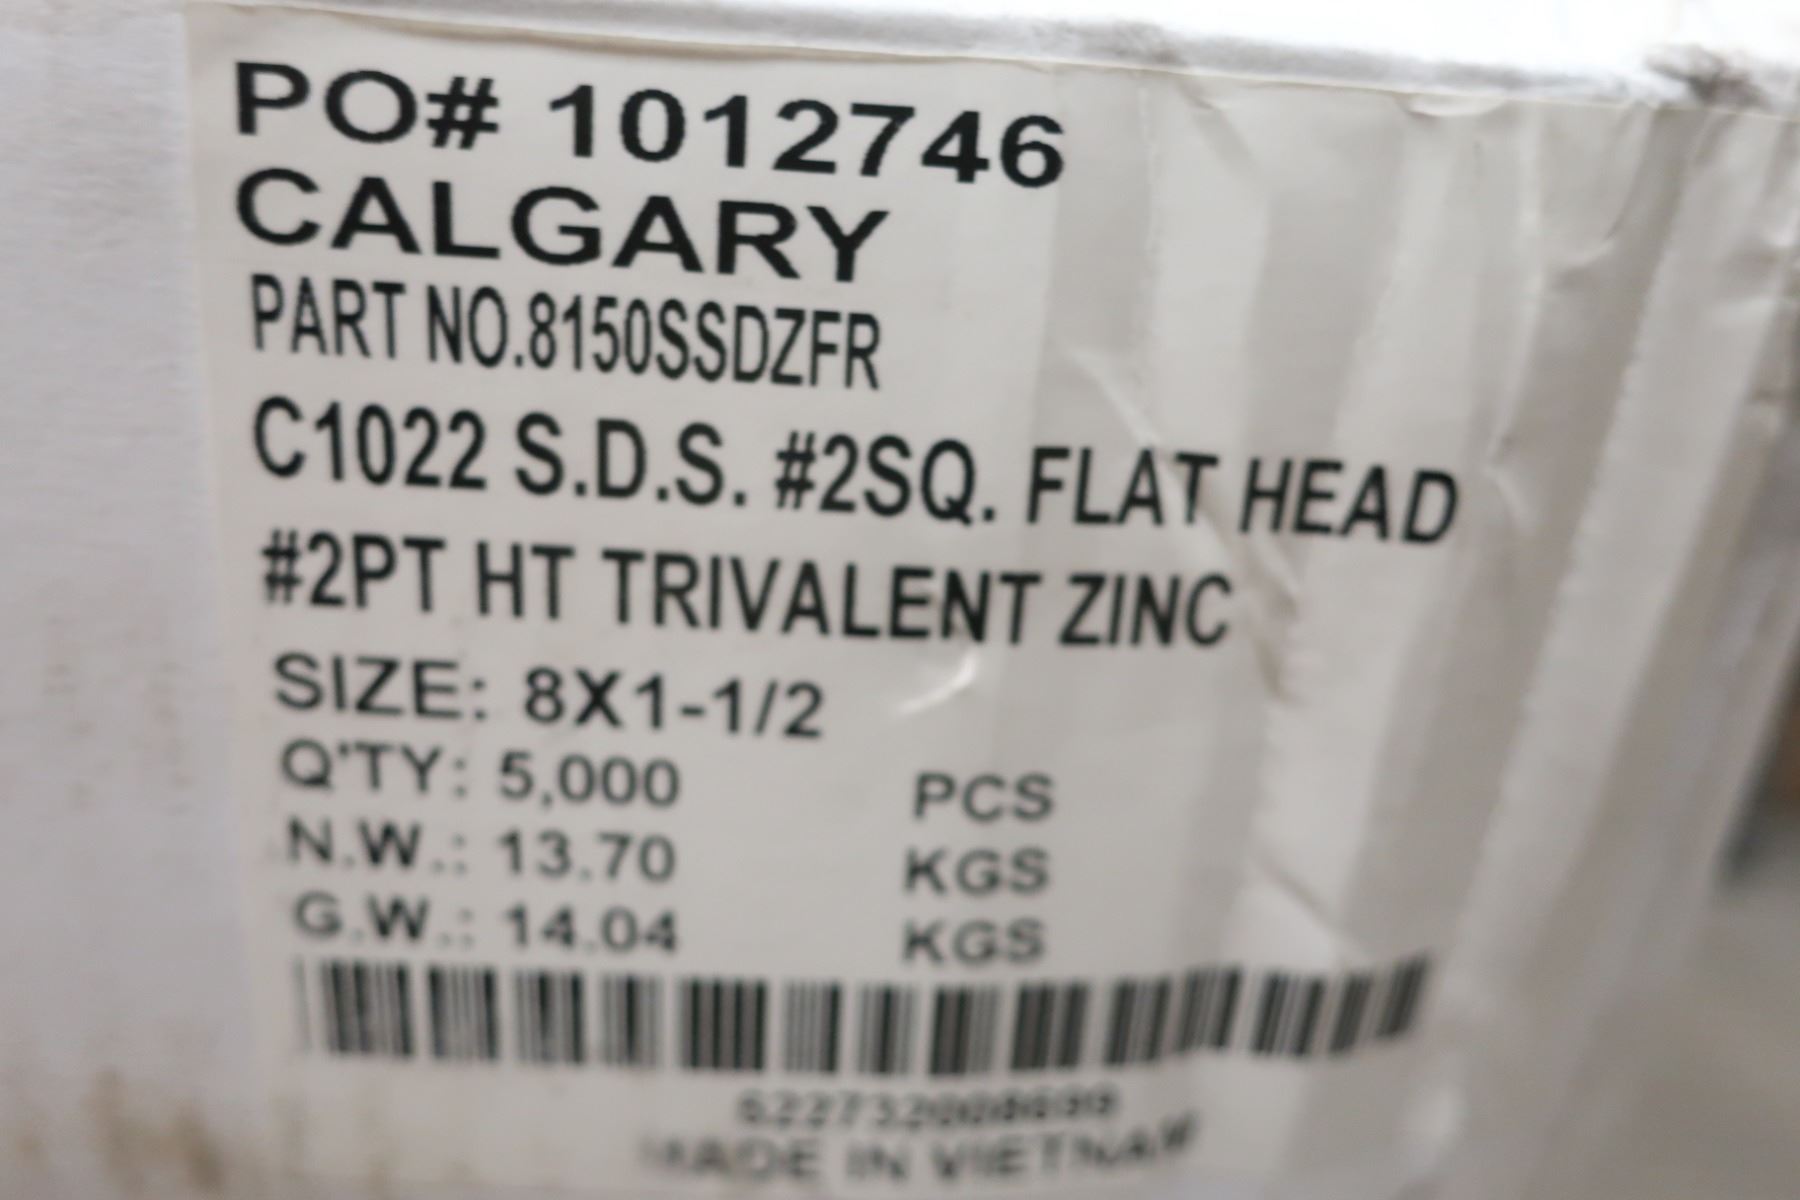 PO# 1012746
CALGARY
PART NO.8150SSDZFR
C1022 S.D.S. #2SQ. FLAT HEAD
#2PT HT TRIVALENT ZINC
SIZE: 8X1-1/2
Q'TY: 5,000 PCS
N.W.: 13.70 KGS
G.W.: 14.04 KGS
MADE IN VIETNAM